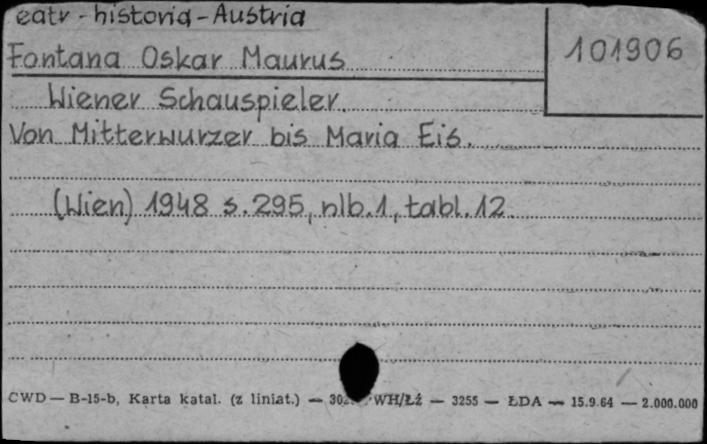 eatr - historia - Austria
101906
Fontana Oskar Maurus
Wiener Schauspieler.
Von Mitterwurzer bis Maria Eis.
(Wien) 1948 s. 295, nlb. 1, tabl. 12
CWD — B-15-b, Karta katal. (z liniat.) — WH/Łź — 3255 — ŁDA — 15.9.64 — 2.000.000